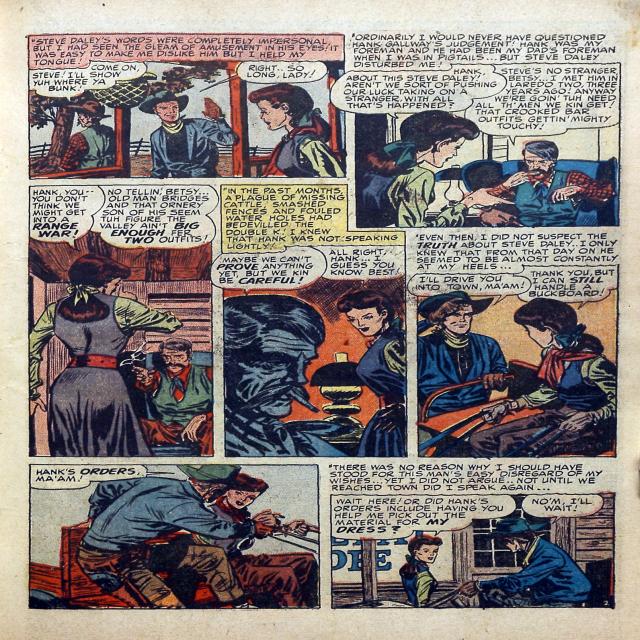 "STEVE DALEY'S WORDS WERE COMPLETELY IMPERSONAL
BUT I HAD SEEN THE GLEAM OF AMUSEMENT IN HIS EYES! IT
WAS EASY TO MAKE ME DISLIKE HIM BUT I HELD MY
TONGUE!
COME ON,
STEVE! I'LL SHOW
YUH WHERE YA
BUNK!
RIGHT.. SO
LONG, LADY!
"ORDINARILY I WOULD NEVER HAVE QUESTIONED
HANK GALLWAY'S JUDGEMENT! HANK WAS MY
FOREMAN AND HE HAD BEEN MY DAD'S FOREMAN
WHEN I WAS IN PIGTAILS... BUT STEVE DALEY
DISTURBED ME!
HANK,
ABOUT THIS STEVE DALEY!
AREN'T WE SORT OF PUSHING
OUR LUCK TAKING ON A
STRANGER, WITH ALL
THAT'S HAPPENED?
STEVE'S NO STRANGER,
BETSY... I MET HIM IN
LAREDO TWO, THREE
YEARS AGO! ANYWAY
WE'RE GOIN' TUH NEED
ALL TH' MEN WE KIN GET!
THAT CROOKED BAR
OUTFITS GETTIN' MIGHTY
TOUCHY!
HANK, YOU--
YOU DON'T
THINK WE
MIGHT GET
INTO A
RANGE
WAR!
NO TELLIN', BETSY...
OLD MAN BRIDGES
AND THAT ORNERY
SON OF HIS SEEM
TUH FIGURE THE
VALLEY AIN'T BIG
ENOUGH FER
TWO OUTFITS!
"IN THE PAST MONTHS,
A PLAGUE OF MISSING
CATTLE, SMASHED
FENCES AND FOULED
WATER HOLES HAD
BEDEVILLED THE
DOUBLE K! I KNEW
THAT HANK WAS NOT SPEAKING
LIGHTLY!
MAYBE WE CAN'T
PROVE ANYTHING
YET, BUT WE KIN
BE CAREFUL!
ALL RIGHT,
HANK... I
GUESS YOU
KNOW BEST!
"EVEN THEN, I DID NOT SUSPECT THE
TRUTH ABOUT STEVE DALEY. I ONLY
KNEW THAT FROM THAT DAY ON HE
SEEMED TO BE ALMOST CONSTANTLY
AT MY HEELS...
I'LL DRIVE YOU
INTO TOWN, MA'AM!
THANK YOU, BUT
I CAN STILL
HANDLE A
BUCKBOARD!
HANK'S ORDERS,
MA'AM!
"THERE WAS NO REASON WHY I SHOULD HAVE
STOOD FOR THIS MAN'S EASY DISREGARD OF MY
WISHES... YET I DID NOT ARGUE.. NOT UNTIL WE
REACHED TOWN DID I SPEAK AGAIN...
WAIT HERE! OR DID HANK'S
ORDERS INCLUDE HAVING YOU
HELP ME PICK OUT THE
MATERIAL FOR MY
DRESS?
NO'M, I'LL
WAIT!
2